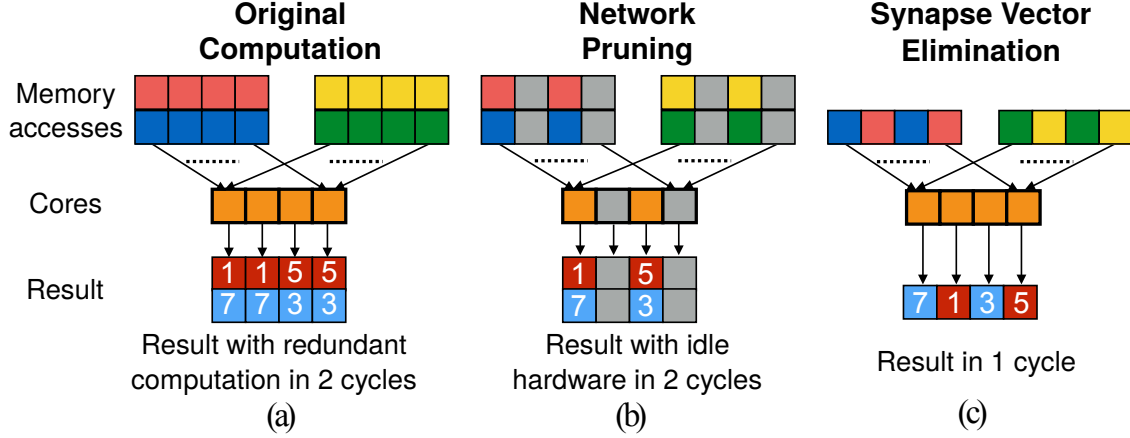 Original
Computation
Network
Pruning
Synapse Vector
Elimination
Memory
accesses
Cores
Result
1 1 5 5
7 7 3 3
1 5
7 3
7 1 3 5
Result with redundant
computation in 2 cycles
Result with idle
hardware in 2 cycles
Result in 1 cycle
(a)
(b)
(c)